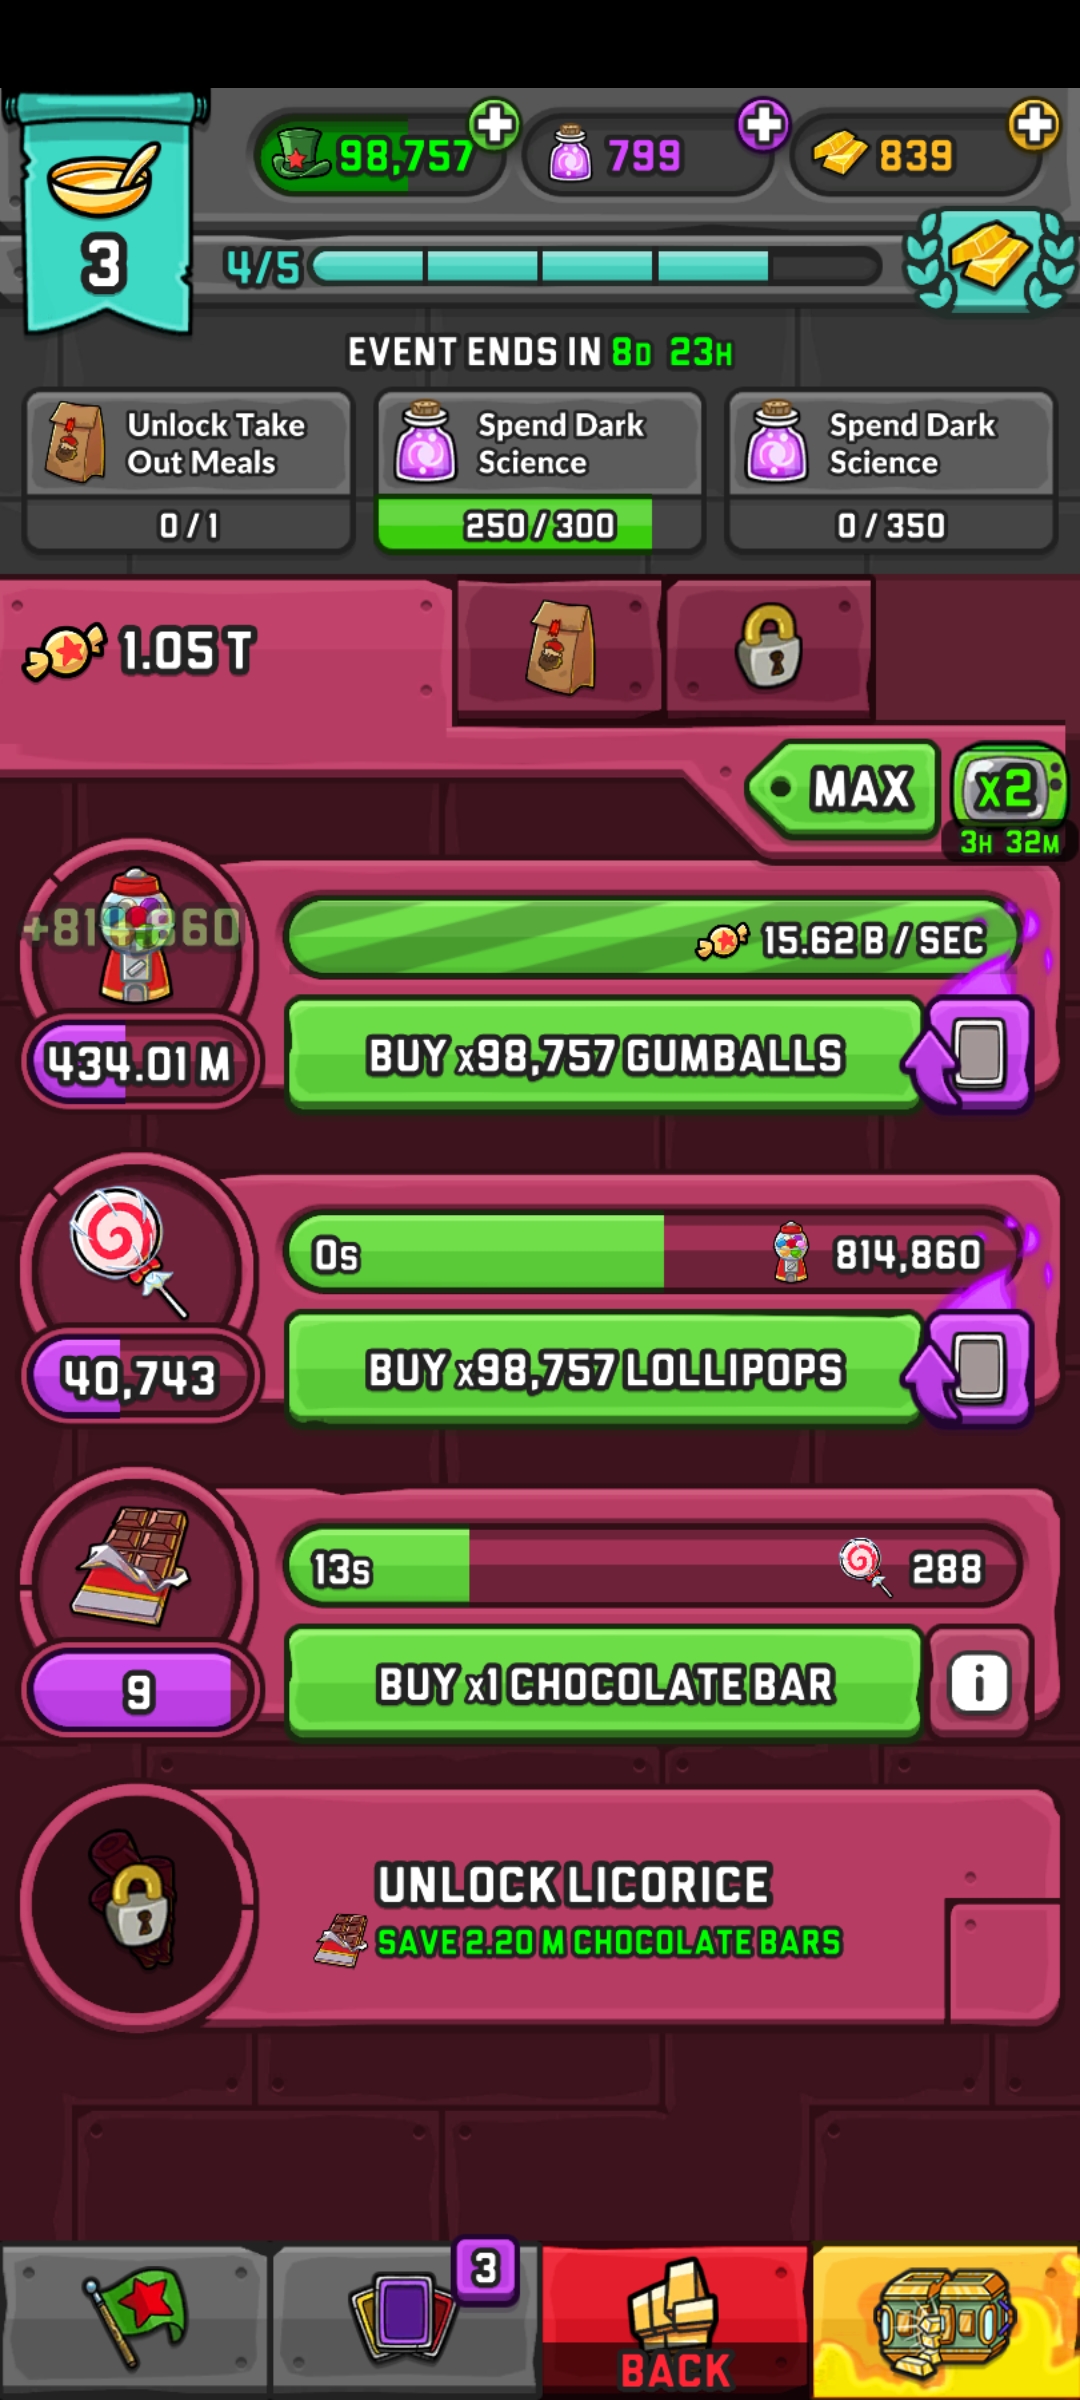 98,757
799
839
3
4/5
EVENT ENDS IN 8D 23H
Unlock Take
Out Meals
0/1
Spend Dark
Science
250/300
Spend Dark
Science
0/350
1.05 T
MAX
x2
3H 32M
+814,860
15.62 B / SEC
434.01 M
BUY x98,757 GUMBALLS
0s
814,860
40,743
BUY x98,757 LOLLIPOPS
13s
288
9
BUY x1 CHOCOLATE BAR
i
UNLOCK LICORICE
SAVE 2.20 M CHOCOLATE BARS
3
BACK